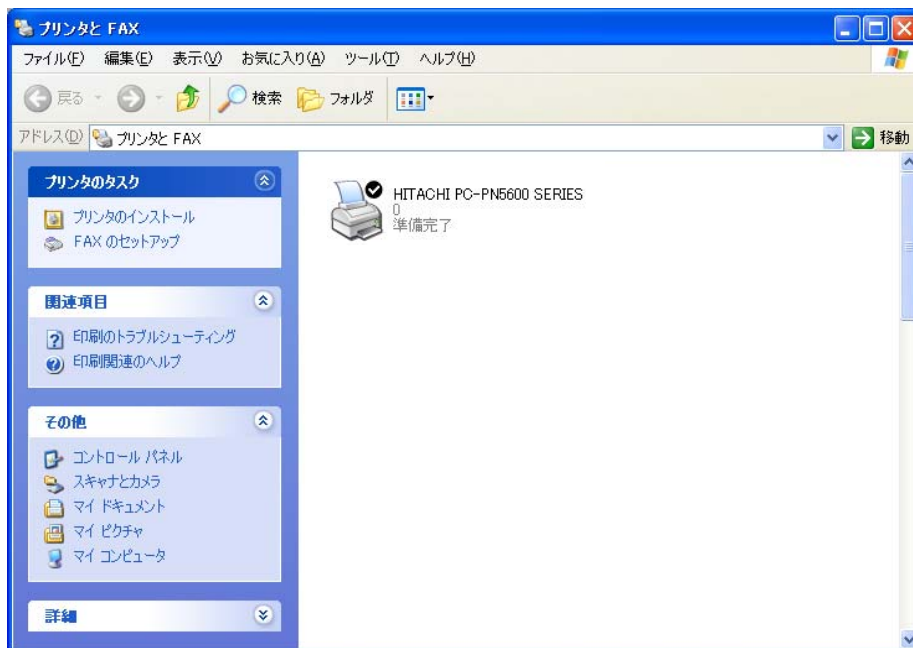 プリンタと FAX
ファイル(F) 編集(E) 表示(V) お気に入り(A) ツール(T) ヘルプ(H)
戻る 検索 フォルダ
アドレス(D) プリンタと FAX 移動
プリンタのタスク
プリンタのインストール
FAX のセットアップ
関連項目
印刷のトラブルシューティング
印刷関連のヘルプ
その他
コントロール パネル
スキャナとカメラ
マイ ドキュメント
マイ ピクチャ
マイ コンピュータ
詳細
HITACHI PC-PN5600 SERIES
0
準備完了